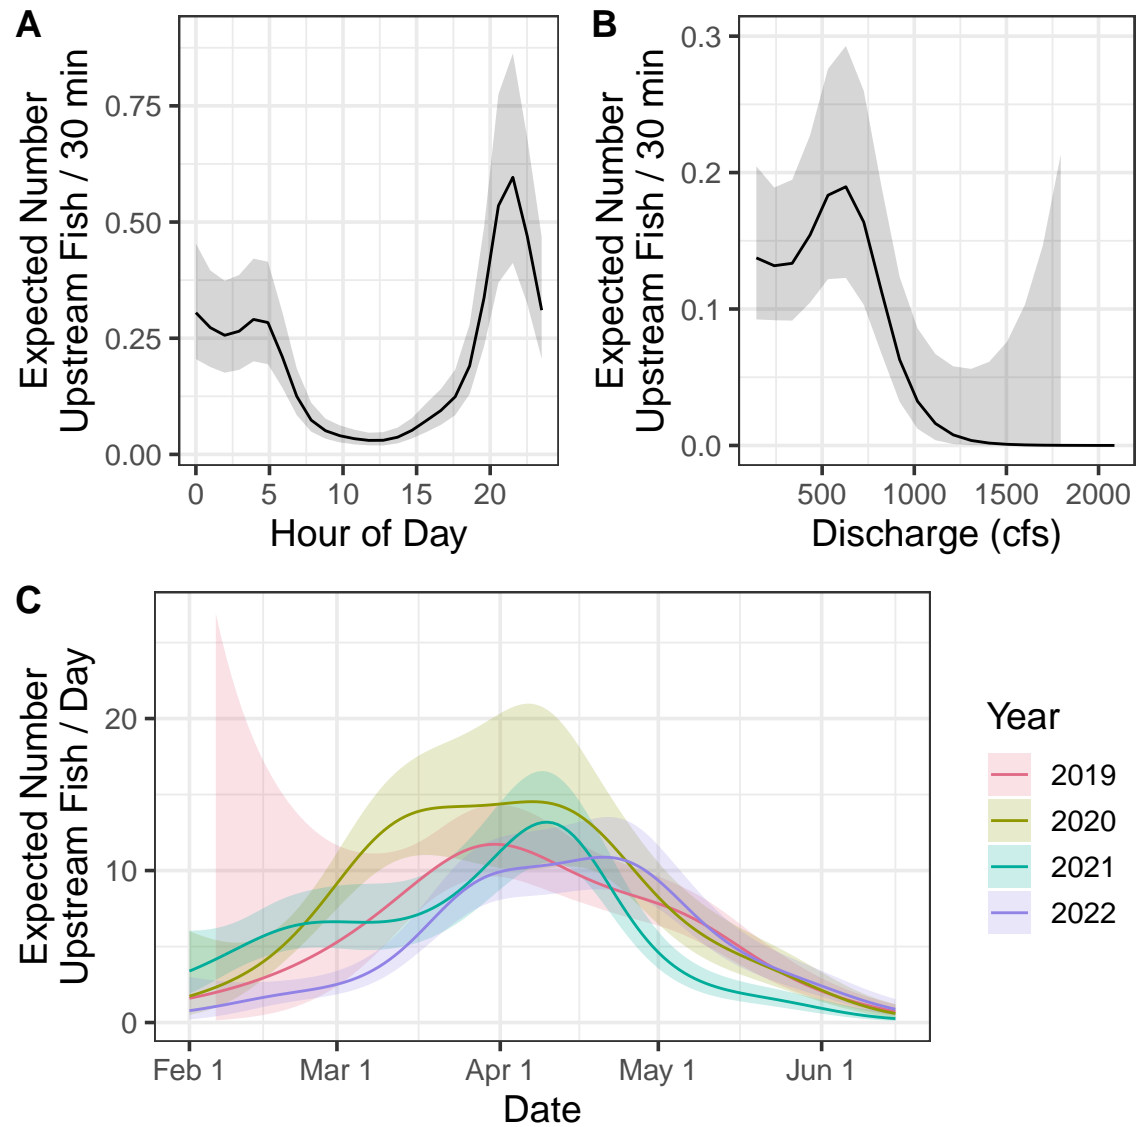 A
Expected Number
Upstream Fish / 30 min
0.75
0.50
0.25
0.00
0 5 10 15 20
Hour of Day
B
Expected Number
Upstream Fish / 30 min
0.3
0.2
0.1
0.0
500 1000 1500 2000
Discharge (cfs)
C
Expected Number
Upstream Fish / Day
20
10
0
Feb 1 Mar 1 Apr 1 May 1 Jun 1
Date
Year
2019
2020
2021
2022